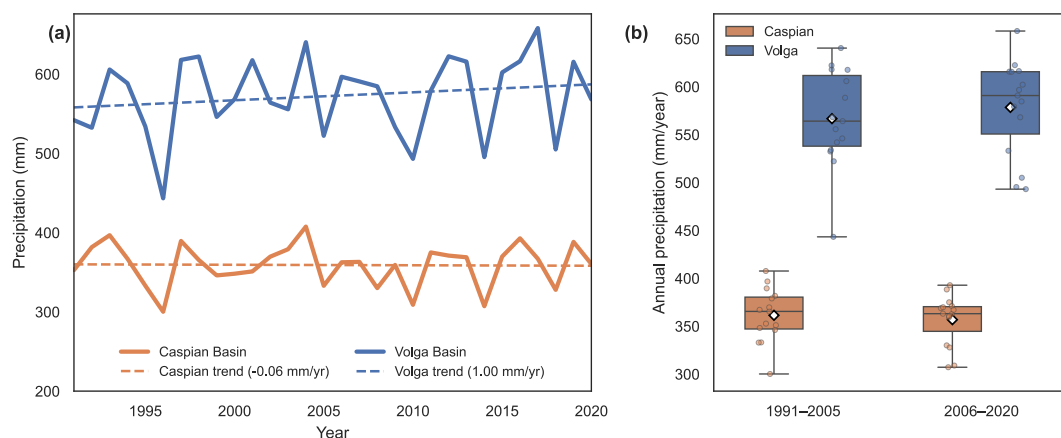 (a)
Precipitation (mm)
600
500
400
300
200
Caspian Basin
Caspian trend (-0.06 mm/yr)
Volga Basin
Volga trend (1.00 mm/yr)
1995
2000
2005
2010
2015
2020
Year
(b)
Caspian
Volga
Annual precipitation (mm/year)
650
600
550
500
450
400
350
300
1991–2005
2006–2020